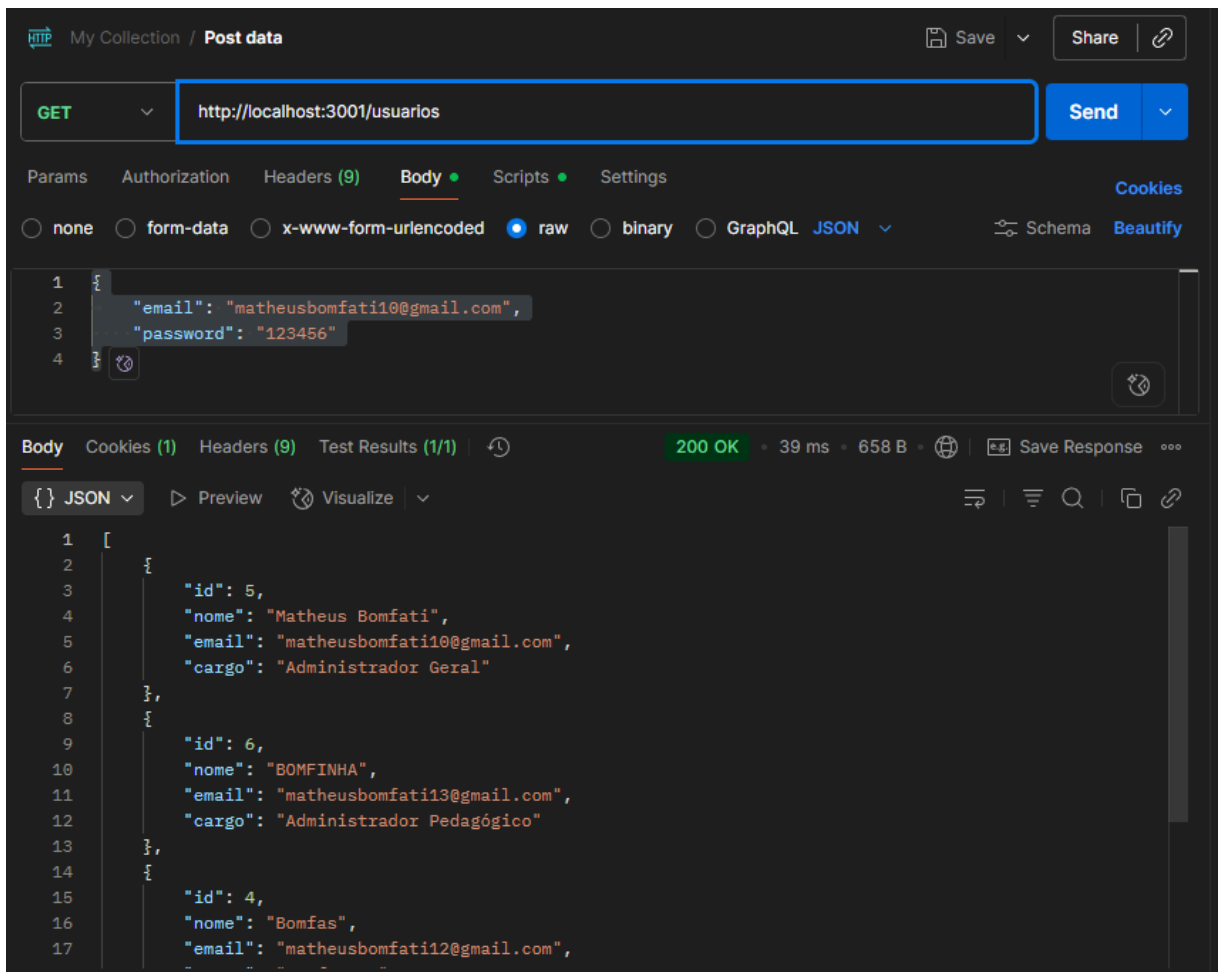 HTTP My Collection / Post data Save Share
GET http://localhost:3001/usuarios Send
Params Authorization Headers (9) Body Scripts Settings Cookies
none form-data x-www-form-urlencoded raw binary GraphQL JSON Schema Beautify
1 {
2 "email": "matheusbomfati10@gmail.com",
3 "password": "123456"
4 }
Body Cookies (1) Headers (9) Test Results (1/1) 200 OK • 39 ms • 658 B • e.g. Save Response
{} JSON Preview Visualize
1 [
2 {
3 "id": 5,
4 "nome": "Matheus Bomfati",
5 "email": "matheusbomfati10@gmail.com",
6 "cargo": "Administrador Geral"
7 },
8 {
9 "id": 6,
10 "nome": "BOMFINHA",
11 "email": "matheusbomfati13@gmail.com",
12 "cargo": "Administrador Pedagógico"
13 },
14 {
15 "id": 4,
16 "nome": "Bomfas",
17 "email": "matheusbomfati12@gmail.com",